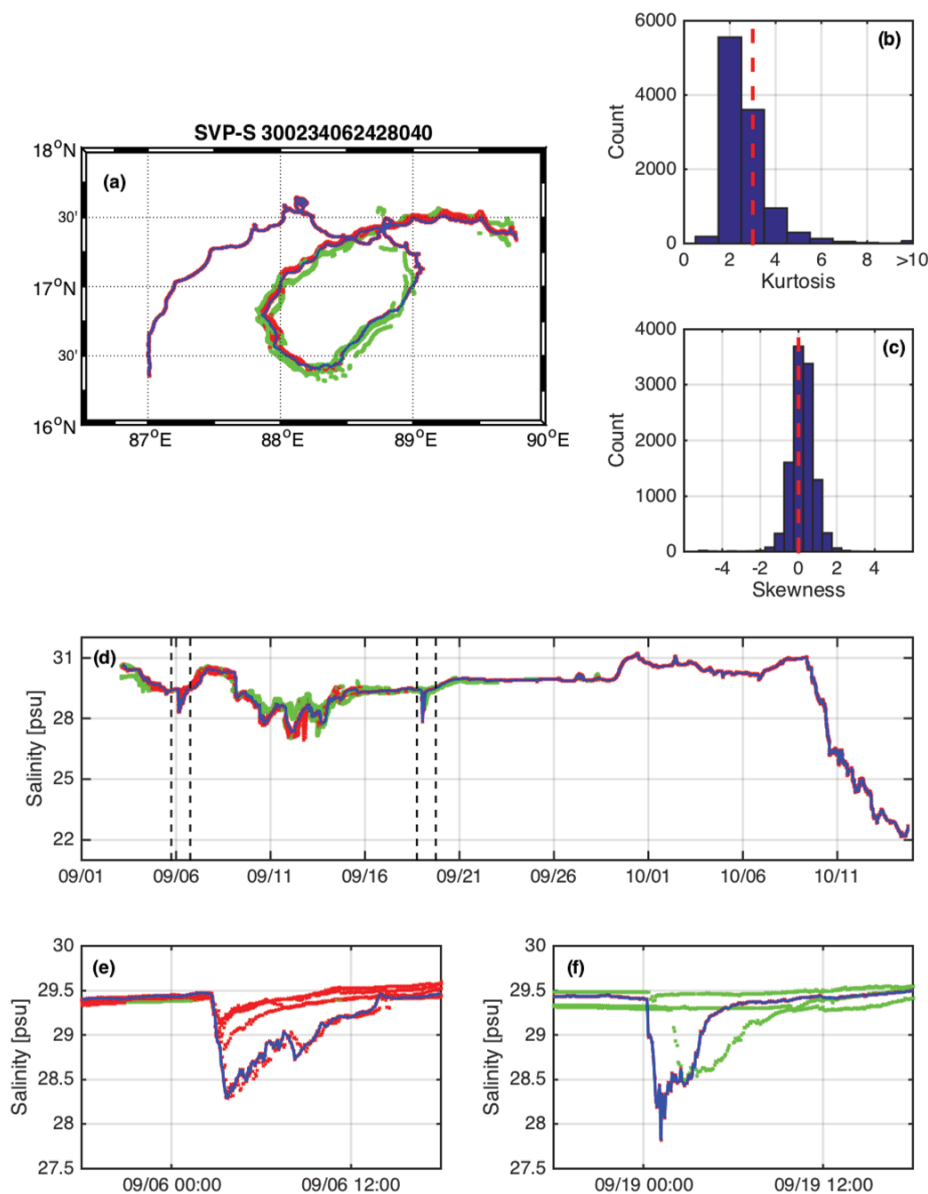 SVP-S 300234062428040
(a)
18°N
30'
17°N
30'
16°N
87°E 88°E 89°E 90°E
(b)
6000
4000
2000
0
Count
0 2 4 6 8 >10
Kurtosis
(c)
4000
3000
2000
1000
0
Count
-4 -2 0 2 4
Skewness
(d)
31
28
25
22
Salinity [psu]
09/01 09/06 09/11 09/16 09/21 09/26 10/01 10/06 10/11
(e)
30
29.5
29
28.5
28
27.5
Salinity [psu]
09/06 00:00 09/06 12:00
(f)
30
29.5
29
28.5
28
27.5
Salinity [psu]
09/19 00:00 09/19 12:00